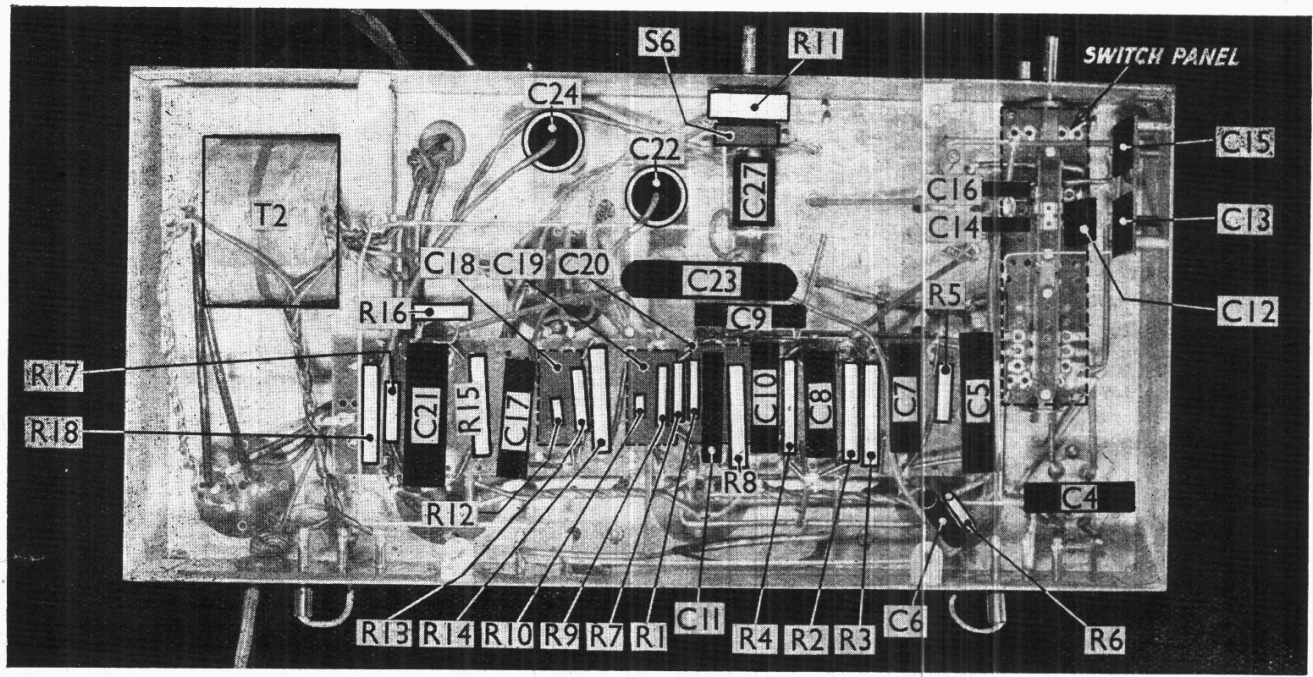 S6
R11
SWITCH PANEL
C24
C15
C22
C27
C16
T2
C14
C13
C18
C19
C20
C23
R5
R16
C9
C12
R17
C21
R15
C17
C10
C8
C7
C5
R18
R8
R12
C4
R13
R14
R10
R9
R7
R1
C11
R4
R2
R3
C6
R6